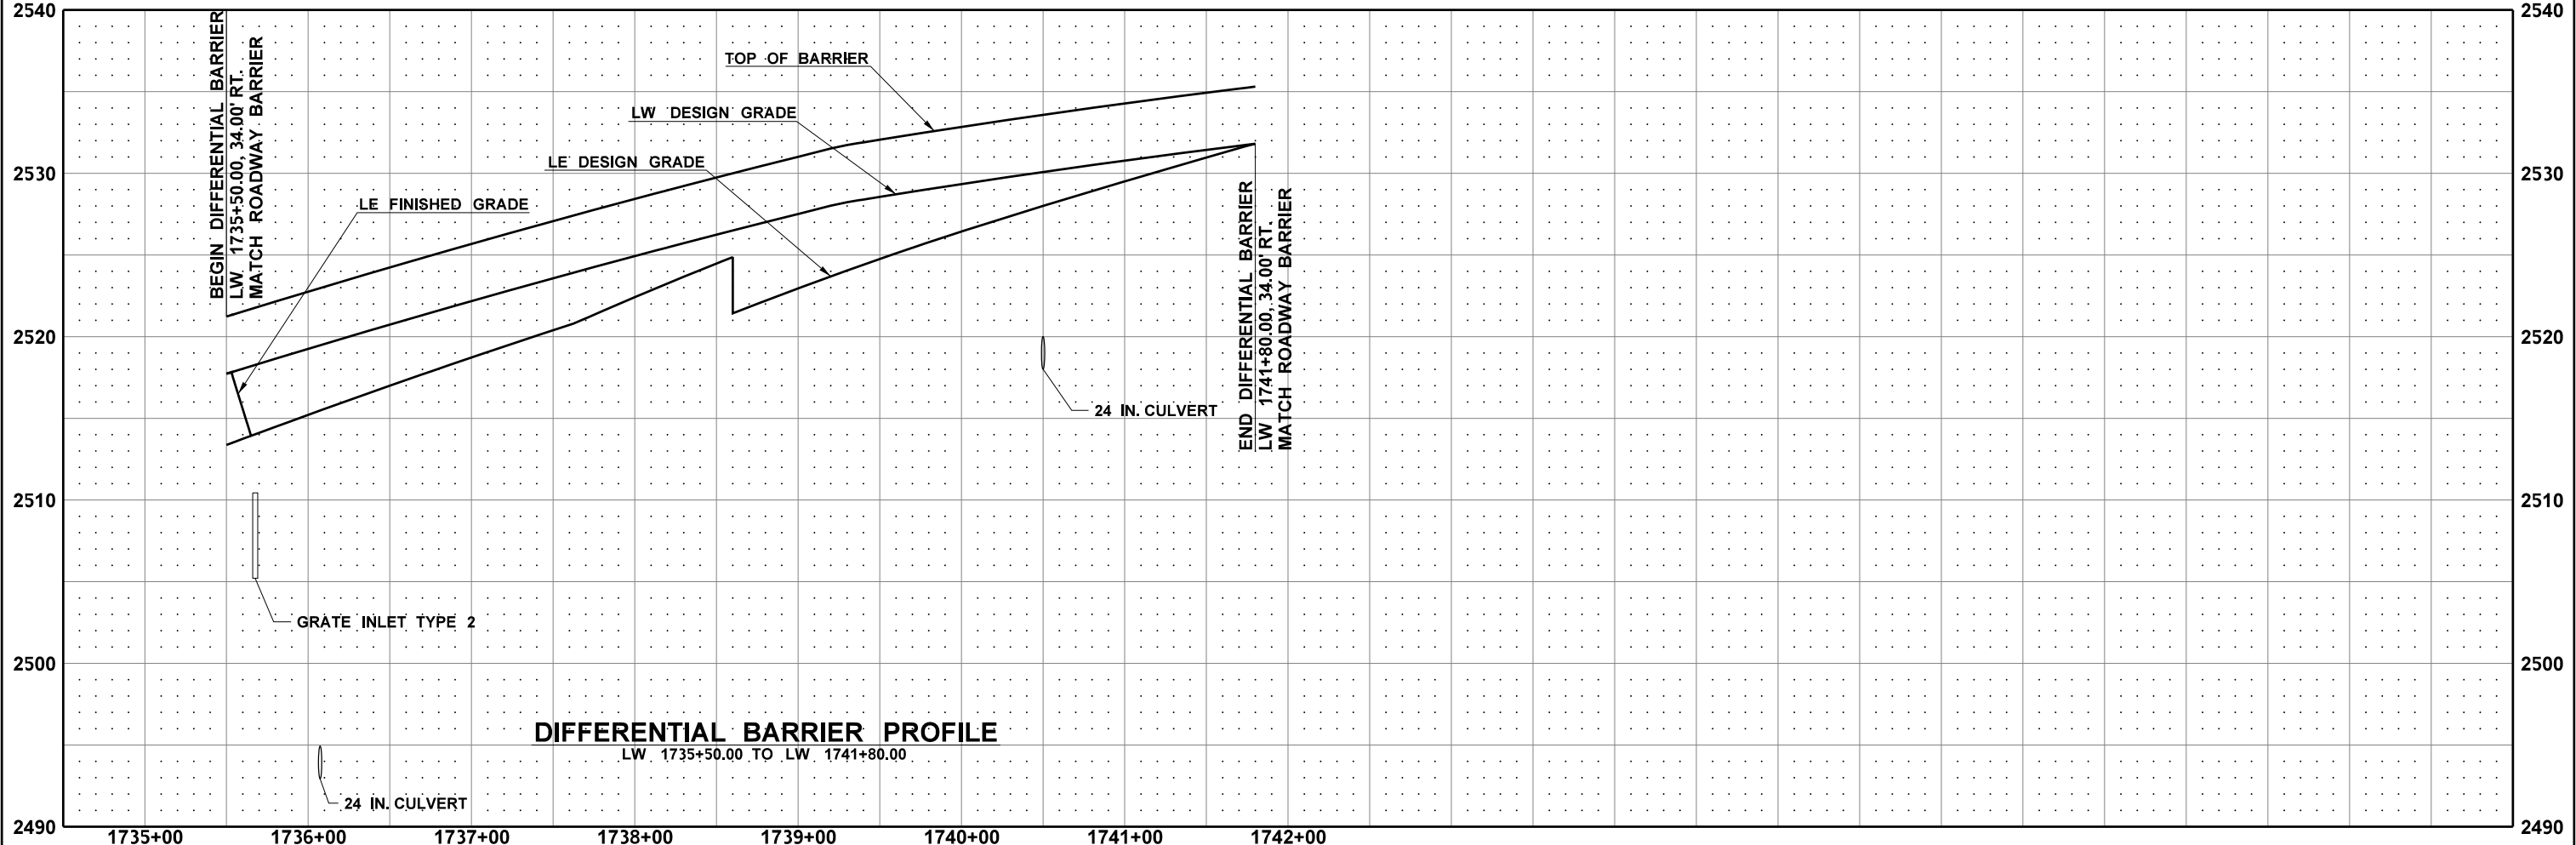 2540
2540
BEGIN DIFFERENTIAL BARRIER
LW 1735+50.00, 34.00' RT.
MATCH ROADWAY BARRIER
TOP OF BARRIER
LW DESIGN GRADE
LE DESIGN GRADE
LE FINISHED GRADE
2530
2530
END DIFFERENTIAL BARRIER
LW 1741+80.00, 34.00' RT.
MATCH ROADWAY BARRIER
2520
2520
24 IN. CULVERT
2510
2510
GRATE INLET TYPE 2
2500
2500
DIFFERENTIAL BARRIER PROFILE
LW 1735+50.00 TO LW 1741+80.00
24 IN. CULVERT
2490
2490
1735+00 1736+00 1737+00 1738+00 1739+00 1740+00 1741+00 1742+00